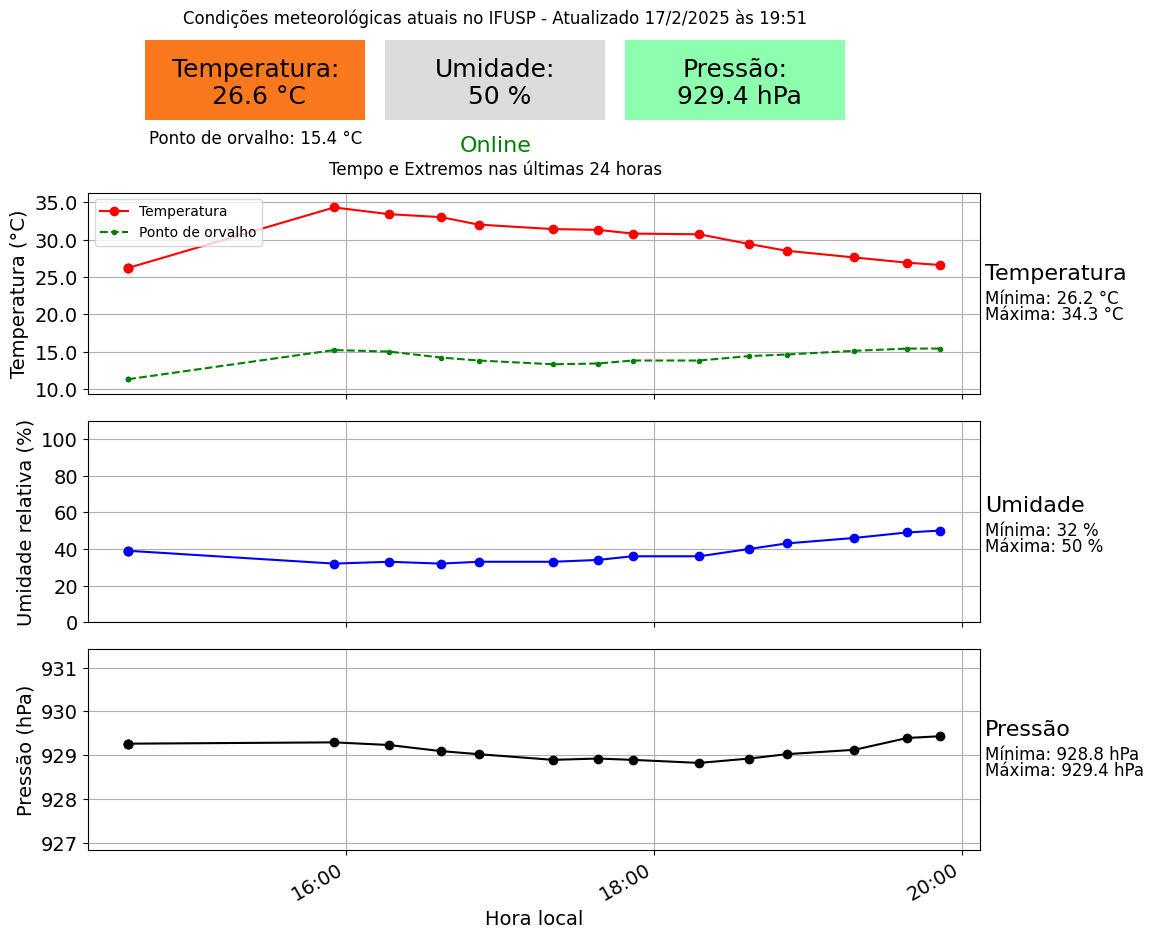 Condições meteorológicas atuais no IFUSP - Atualizado 17/2/2025 às 19:51
Temperatura:
26.6 °C
Umidade:
50 %
Pressão:
929.4 hPa
Ponto de orvalho: 15.4 °C
Online
Tempo e Extremos nas últimas 24 horas
Temperatura (°C)
35.0
30.0
25.0
20.0
15.0
10.0
Temperatura
Ponto de orvalho
Temperatura
Mínima: 26.2 °C
Máxima: 34.3 °C
Umidade relativa (%)
100
80
60
40
20
0
Umidade
Mínima: 32 %
Máxima: 50 %
Pressão (hPa)
931
930
929
928
927
Pressão
Mínima: 928.8 hPa
Máxima: 929.4 hPa
16:00
18:00
20:00
Hora local